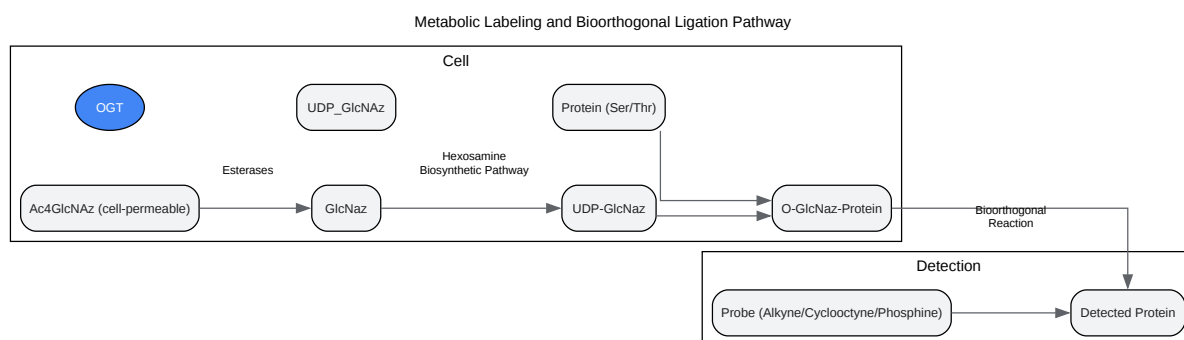 Metabolic Labeling and Bioorthogonal Ligation Pathway
Cell
OGT
UDP_GlcNAz
Protein (Ser/Thr)
Esterases
Hexosamine
Biosynthetic Pathway
Ac4GlcNAz (cell-permeable)
GlcNaz
UDP-GlcNaz
O-GlcNaz-Protein
Bioorthogonal
Reaction
Detection
Probe (Alkyne/Cyclooctyne/Phosphine)
Detected Protein